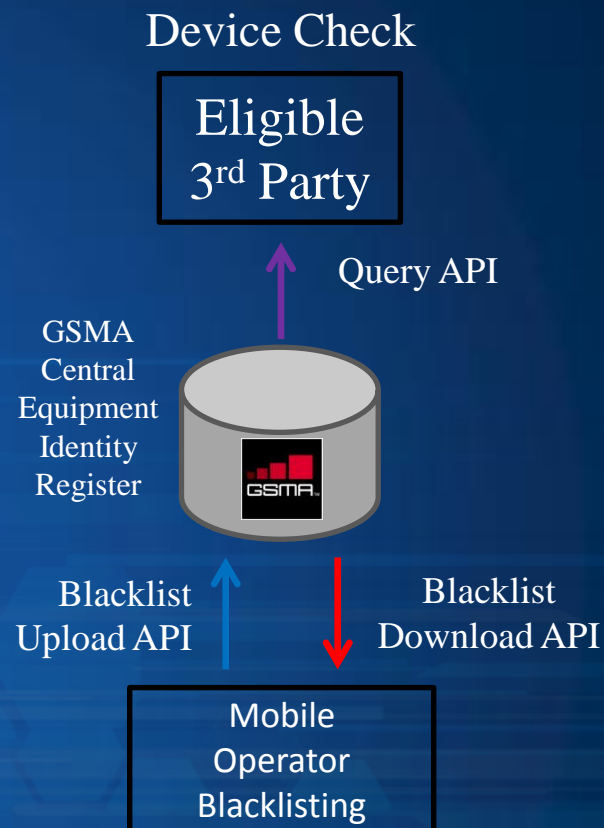 Device Check
Eligible
3rd Party
Query API
GSMA
Central
Equipment
Identity
Register
GSMA™
Blacklist
Upload API
Blacklist
Download API
Mobile
Operator
Blacklisting